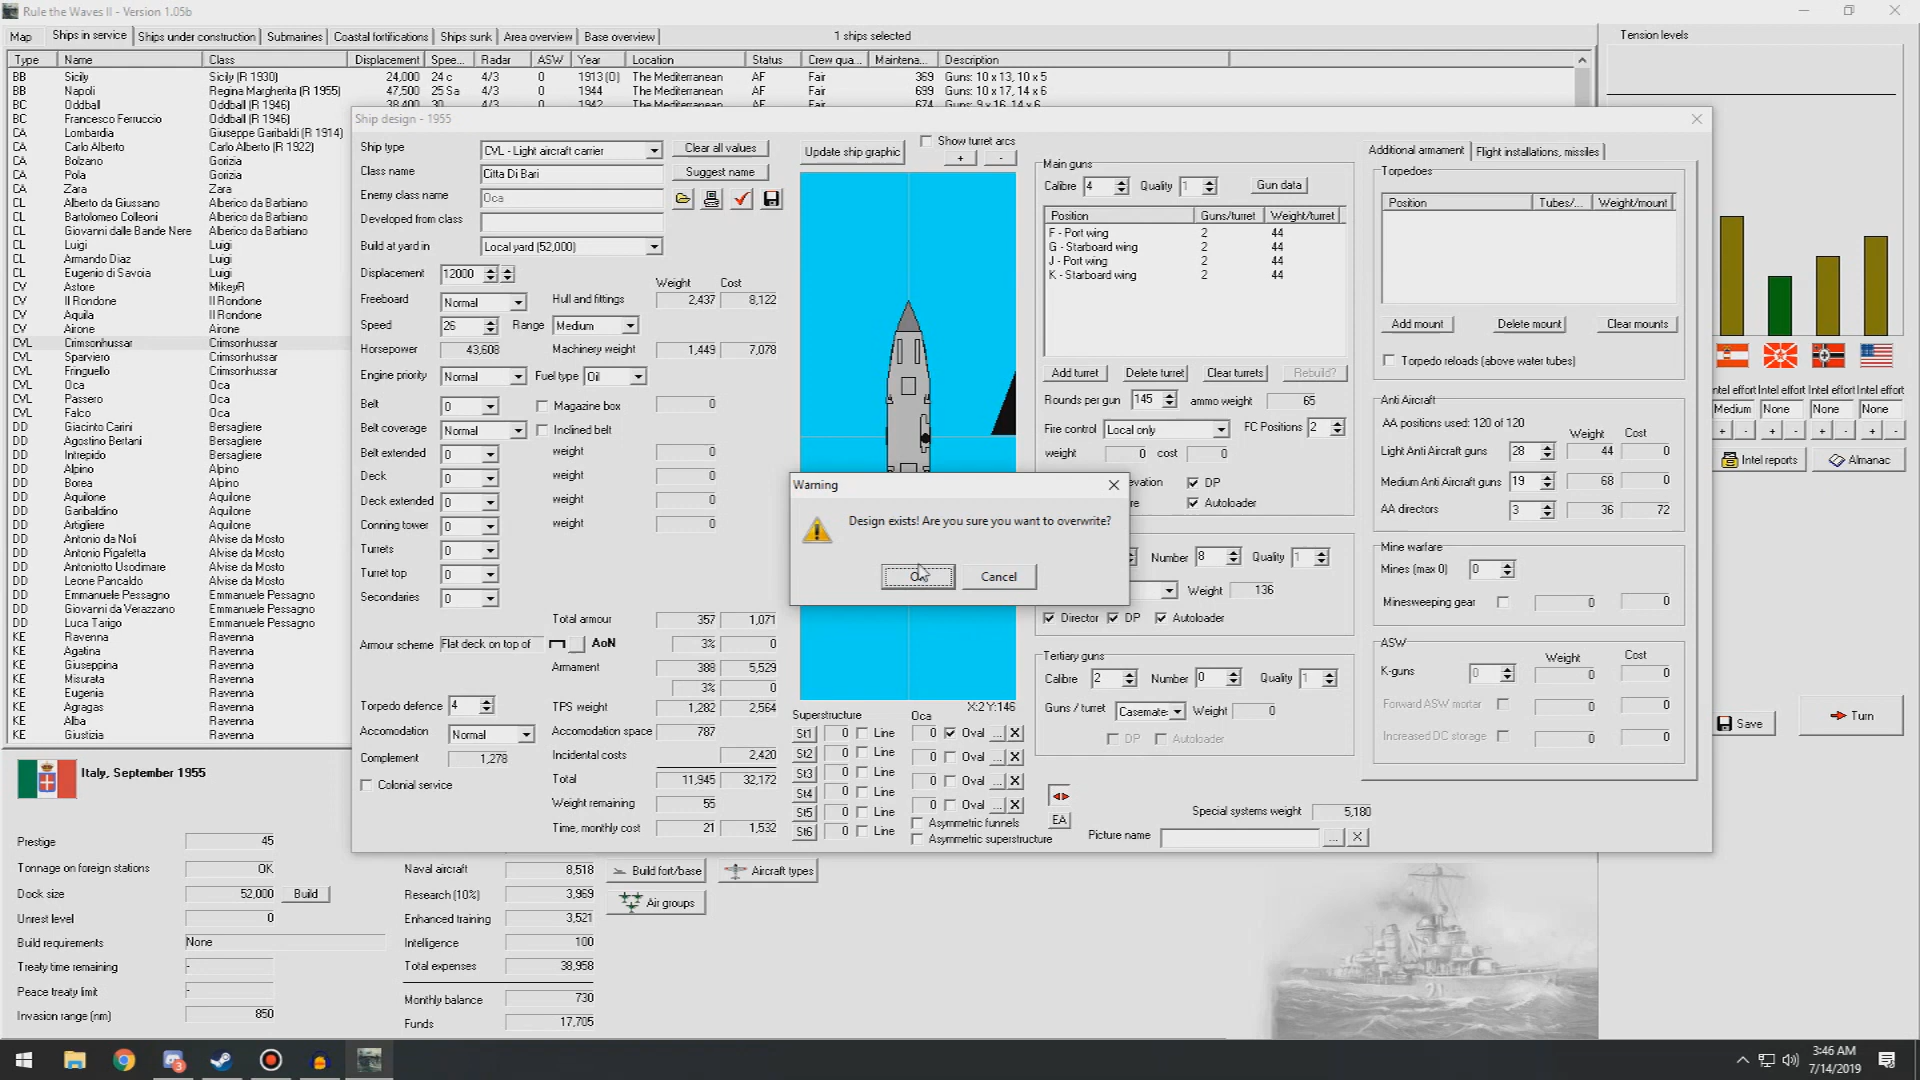 Rule the Waves II - Version 1.05b
Map Ships in service Ships under construction Submarines Coastal fortifications Ships sunk Area overview Base overview 1 ships selected Tension levels
Type Name Class Displacement Spee... Radar ASW Year Location Status Crew qua... Maintena... Description
BB Sicily Sicily (R 1930) 24,000 24 c 4/3 0 1913 (O) The Mediterranean AF Fair 369 Guns: 10 x 13, 10 x 5
BB Napoli Regina Margherita (R 1955) 47,500 25 Sa 4/3 0 1944 The Mediterranean AF Fair 699 Guns: 10 x 17, 14 x 6
BC Oddball Oddball (R 1946) 38,400 30 4/3 0 1942 The Mediterranean AF Fair 674 Guns: 9 x 16, 14 x 6
BC Francesco Ferruccio Oddball (R 1946)
CA Lombardia Giuseppe Garibaldi (R 1914)
CA Carlo Alberto Carlo Alberto (R 1922)
CA Bolzano Gorizia
CA Pola Gorizia
CA Zara Zara
CL Alberto da Giussano Alberico da Barbiano
CL Bartolomeo Colleoni Alberico da Barbiano
CL Giovanni dalle Bande Nere Alberico da Barbiano
CL Luigi Luigi
CL Armando Diaz Luigi
CL Eugenio di Savoia Luigi
CV Astore MikeyR
CV Il Rondone Il Rondone
CV Aquila Il Rondone
CV Airone Airone
CVL Crimsonhussar Crimsonhussar
CVL Sparviero Crimsonhussar
CVL Fringuello Crimsonhussar
CVL Oca Oca
CVL Passero Oca
CVL Falco Oca
DD Giacinto Carini Bersagliere
DD Agostino Bertani Bersagliere
DD Intrepido Bersagliere
DD Alpino Alpino
DD Borea Alpino
DD Aquilone Aquilone
DD Garibaldino Aquilone
DD Artigliere Aquilone
DD Antonio da Noli Alvise da Mosto
DD Antonio Pigafetta Alvise da Mosto
DD Antoniotto Usodimare Alvise da Mosto
DD Leone Pancaldo Alvise da Mosto
DD Emmanuele Pessagno Emmanuele Pessagno
DD Giovanni da Verazzano Emmanuele Pessagno
DD Luca Tarigo Emmanuele Pessagno
KE Ravenna Ravenna
KE Agatina Ravenna
KE Giuseppina Ravenna
KE Misurata Ravenna
KE Eugenia Ravenna
KE Agragas Ravenna
KE Alba Ravenna
KE Giustizia Ravenna
Ship design - 1955
Ship type CVL - Light aircraft carrier Clear all values
Class name Citta Di Bari Suggest name
Enemy class name Oca
Developed from class
Build at yard in Local yard (52,000)
Displacement 12000 Weight Cost
Freeboard Normal Hull and fittings 2,437 8,122
Speed 26 Range Medium
Horsepower 43,608 Machinery weight 1,449 7,078
Engine priority Normal Fuel type Oil
Belt 0 Magazine box 0
Belt coverage Normal Inclined belt
Belt extended 0 weight 0
Deck 0 weight 0
Deck extended 0 weight 0
Conning tower 0 weight 0
Turrets 0
Turret top 0
Secondaries 0
Total armour 357 1,071
Armour scheme Flat deck on top of AoN 3% 0
Armament 388 5,529
3% 0
Torpedo defence 4 TPS weight 1,282 2,564
Accomodation Normal Accomodation space 787
Complement 1,278 Incidental costs 2,420
Colonial service Total 11,945 32,172
Weight remaining 55
Time, monthly cost 21 1,532
Update ship graphic Show turret arcs
+ -
X:2 Y:146
Superstructure Oca
St1 0 Line 0 Oval ... X
St2 0 Line 0 Oval ... X
St3 0 Line 0 Oval ... X
St4 0 Line 0 Oval ... X
St5 0 Line Asymmetric funnels
St6 0 Line Asymmetric superstructure
EA
Main guns
Calibre 4 Quality 1 Gun data
Position Guns/turret Weight/turret
F - Port wing 2 44
G - Starboard wing 2 44
J - Port wing 2 44
K - Starboard wing 2 44
Add turret Delete turret Clear turrets Rebuild?
Rounds per gun 145 ammo weight 65
Fire control Local only FC Positions 2
weight 0 cost 0
evation DP
re Autoloader
Warning
Design exists! Are you sure you want to overwrite?
Cancel
Number 8 Quality 1
Weight 136
Director DP Autoloader
Tertiary guns
Calibre 2 Number 0 Quality 1
Guns / turret Casemate Weight 0
DP Autoloader
Special systems weight 5,180
Picture name ... X
Additional armament Flight installations, missiles
Torpedoes
Position Tubes/... Weight/mount
Add mount Delete mount Clear mounts
Torpedo reloads (above water tubes)
Anti Aircraft
AA positions used: 120 of 120 Weight Cost
Light Anti Aircraft guns 28 44 0
Medium Anti Aircraft guns 19 68 0
AA directors 3 36 72
Mine warfare
Mines (max 0) 0 0 0
Minesweeping gear 0 0
ASW Weight Cost
K-guns 0 0 0
Forward ASW mortar 0 0
Increased DC storage 0 0
ntel effort Intel effort Intel effort Intel effort
Medium None None None
+ - + - + - + -
Intel reports Almanac
Save Turn
Italy, September 1955
Prestige 45
Tonnage on foreign stations OK
Dock size 52,000 Build
Unrest level 0
Build requirements None
Treaty time remaining -
Peace treaty limit -
Invasion range (nm) 850
Naval aircraft 8,518
Research (10%) 3,969
Enhanced training 3,521
Intelligence 100
Total expenses 38,958
Monthly balance 730
Funds 17,705
Build fort/base Aircraft types
Air groups
3:46 AM
7/14/2019